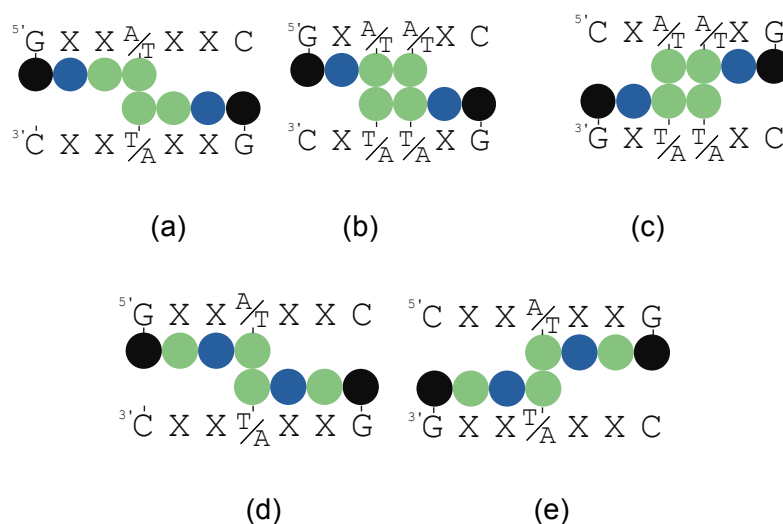 5' G X X A/T X X C
3' C X X T/A X X G
(a)
5' G X A/T A/T X C
3' C X T/A T/A X G
(b)
5' C X A/T A/T X G
3' G X T/A T/A X C
(c)
5' G X X A/T X X C
3' C X X T/A X X G
(d)
5' C X X A/T X X G
3' G X X T/A X X C
(e)